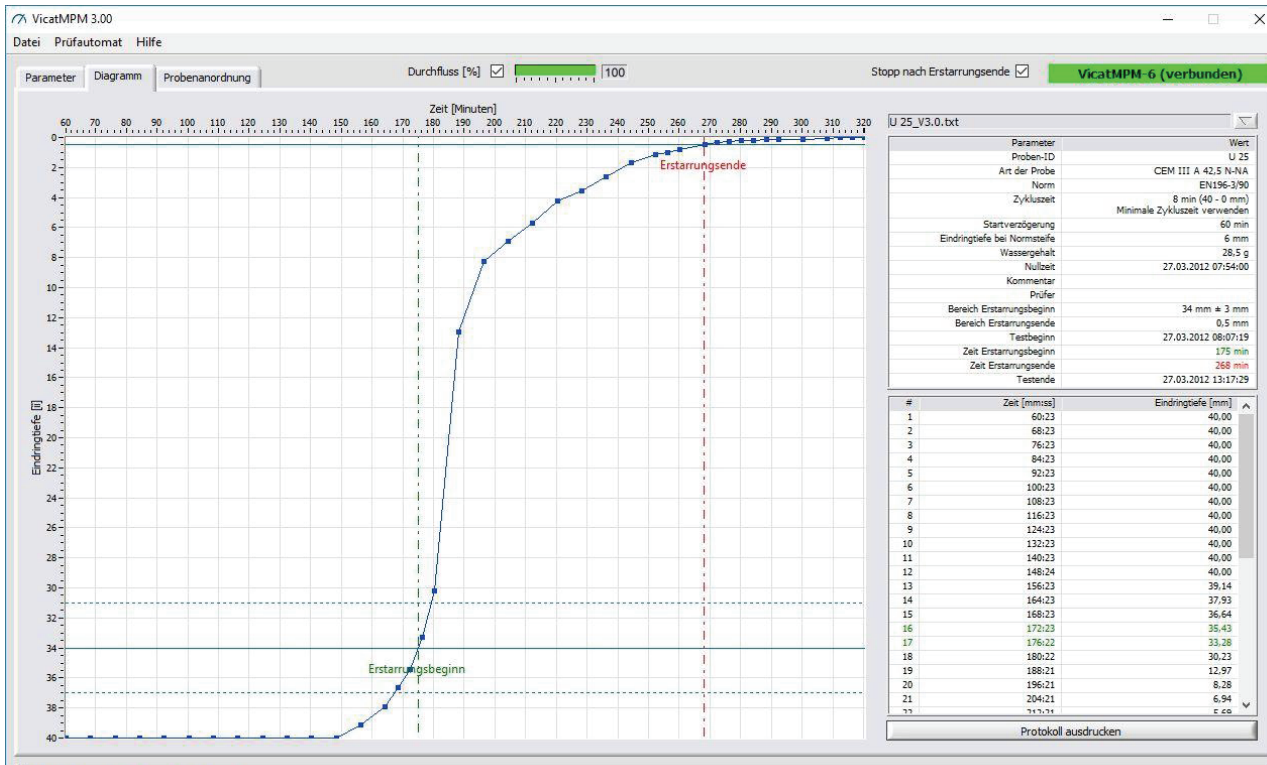 VicatMPM 3.00
Datei Prüfautomat Hilfe
Parameter Diagramm Probenanordnung
Durchfluss [%] 100
Stopp nach Erstarrungsende
VicatMPM-6 (verbunden)
Zeit [Minuten]
60 70 80 90 100 110 120 130 140 150 160 170 180 190 200 210 220 230 240 250 260 270 280 290 300 310 320
Eindringtiefe [ii]
0
2
4
6
8
10
12
14
16
18
20
22
24
26
28
30
32
34
36
38
40
Erstarrungsende
Erstarrungsbeginn
U 25_V3.0.txt
Parameter Wert
Proben-ID U 25
Art der Probe CEM III A 42,5 N-NA
Norm EN196-3/90
Zykluszeit 8 min (40 - 0 mm)
Minimale Zykluszeit verwenden
Startverzögerung 60 min
Eindringtiefe bei Normsteife 6 mm
Wassergehalt 28,5 g
Nullzeit 27.03.2012 07:54:00
Kommentar
Prüfer
Bereich Erstarrungsbeginn 34 mm ± 3 mm
Bereich Erstarrungsende 0,5 mm
Testbeginn 27.03.2012 08:07:19
Zeit Erstarrungsbeginn 175 min
Zeit Erstarrungsende 268 min
Testende 27.03.2012 13:17:29
# Zeit [mm:ss] Eindringtiefe [mm]
1 60:23 40,00
2 68:23 40,00
3 76:23 40,00
4 84:23 40,00
5 92:23 40,00
6 100:23 40,00
7 108:23 40,00
8 116:23 40,00
9 124:23 40,00
10 132:23 40,00
11 140:23 40,00
12 148:24 40,00
13 156:23 39,14
14 164:23 37,93
15 168:23 36,64
16 172:23 35,43
17 176:22 33,28
18 180:22 30,23
19 188:21 12,97
20 196:21 8,28
21 204:21 6,94
22 212:21 5,69
Protokoll ausdrucken